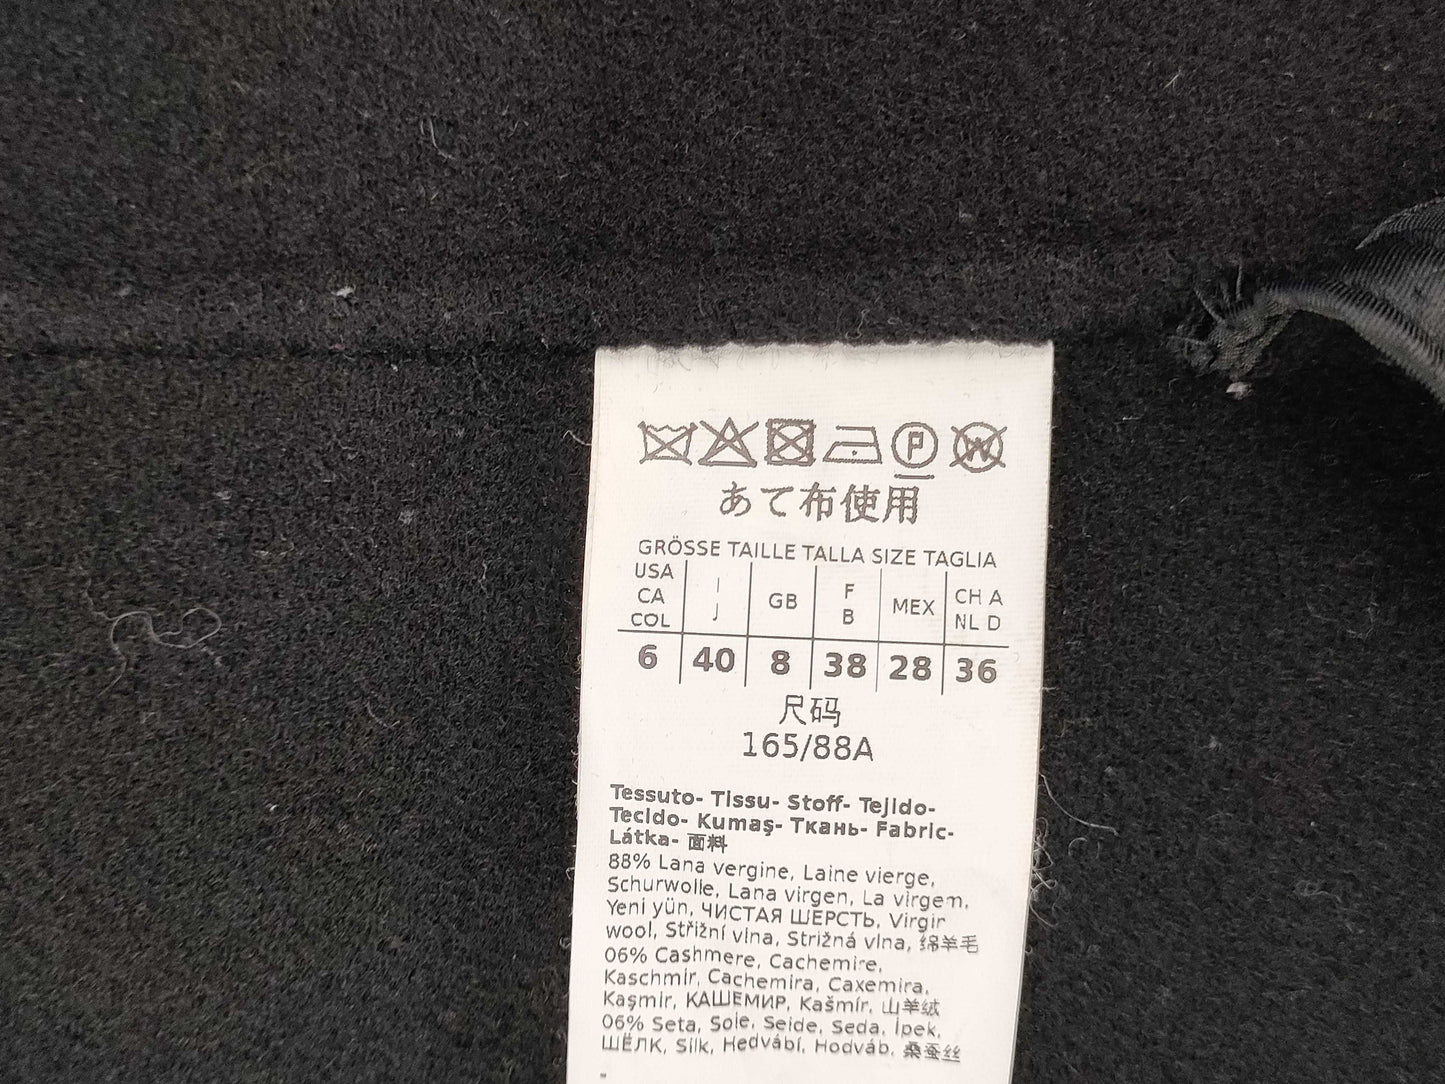 P
W
あて布使用
GRÖSSE TAILLE TALLA SIZE TAGLIA
USA CA COL | I J | GB | F B | MEX | CH A NL D
6 | 40 | 8 | 38 | 28 | 36
尺码
165/88A
Tessuto- Tissu- Stoff- Tejido-
Tecido- Kumaş- Ткань- Fabric-
Látka- 面料
88% Lana vergine, Laine vierge,
Schurwolle, Lana virgen, La virgem,
Yeni yün, ЧИСТАЯ ШЕРСТЬ, Virgin
wool, Střižní vlna, Strižná vlna, 绵羊毛
06% Cashmere, Cachemire,
Kaschmir, Cachemira, Caxemira,
Kaşmir, КАШЕМИР, Kašmír, 山羊绒
06% Seta, Soie, Seide, Seda, İpek,
ШЁЛК, Silk, Hedvábí, Hodváb, 桑蚕丝